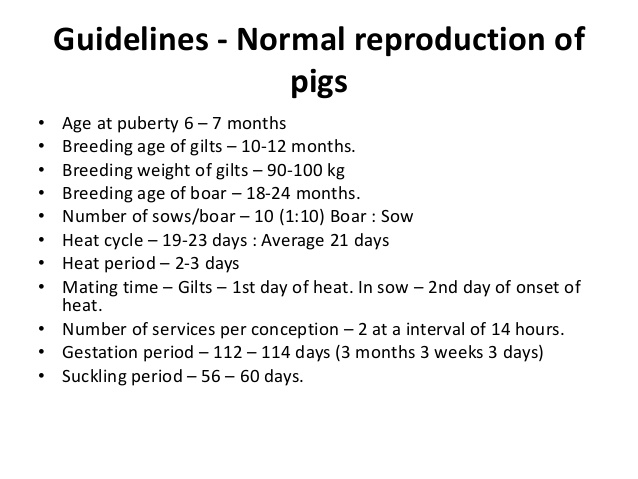 Guidelines - Normal reproduction of
pigs
• Age at puberty 6 – 7 months
• Breeding age of gilts – 10-12 months.
• Breeding weight of gilts – 90-100 kg
• Breeding age of boar – 18-24 months.
• Number of sows/boar – 10 (1:10) Boar : Sow
• Heat cycle – 19-23 days : Average 21 days
• Heat period – 2-3 days
• Mating time – Gilts – 1st day of heat. In sow – 2nd day of onset of
heat.
• Number of services per conception – 2 at a interval of 14 hours.
• Gestation period – 112 – 114 days (3 months 3 weeks 3 days)
• Suckling period – 56 – 60 days.